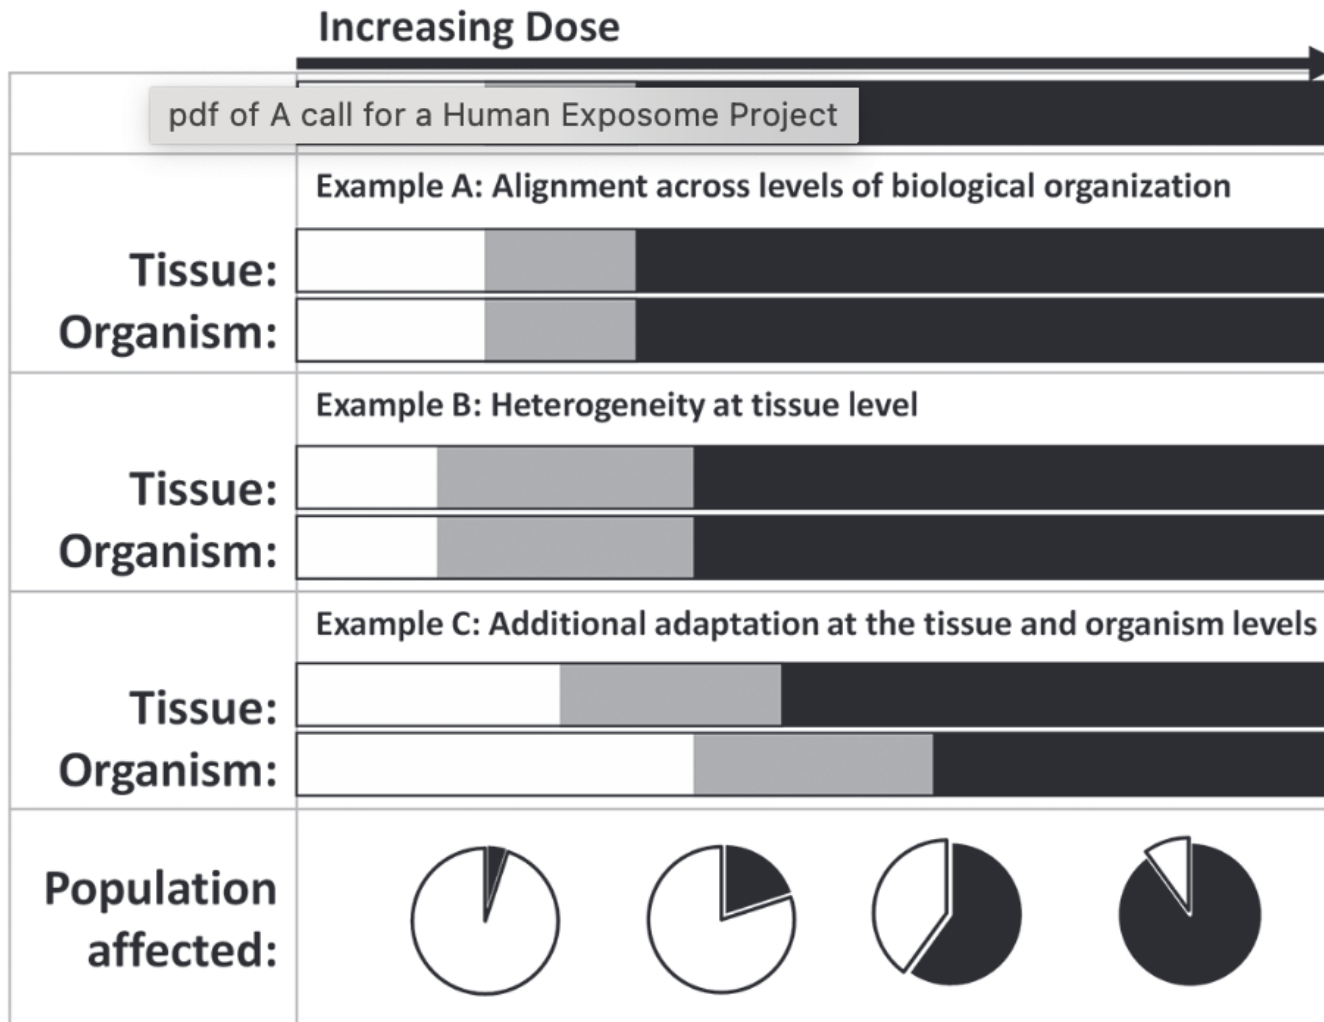 Increasing Dose
pdf of A call for a Human Exposome Project
Example A: Alignment across levels of biological organization
Tissue:
Organism:
Example B: Heterogeneity at tissue level
Tissue:
Organism:
Example C: Additional adaptation at the tissue and organism levels
Tissue:
Organism:
Population
affected: